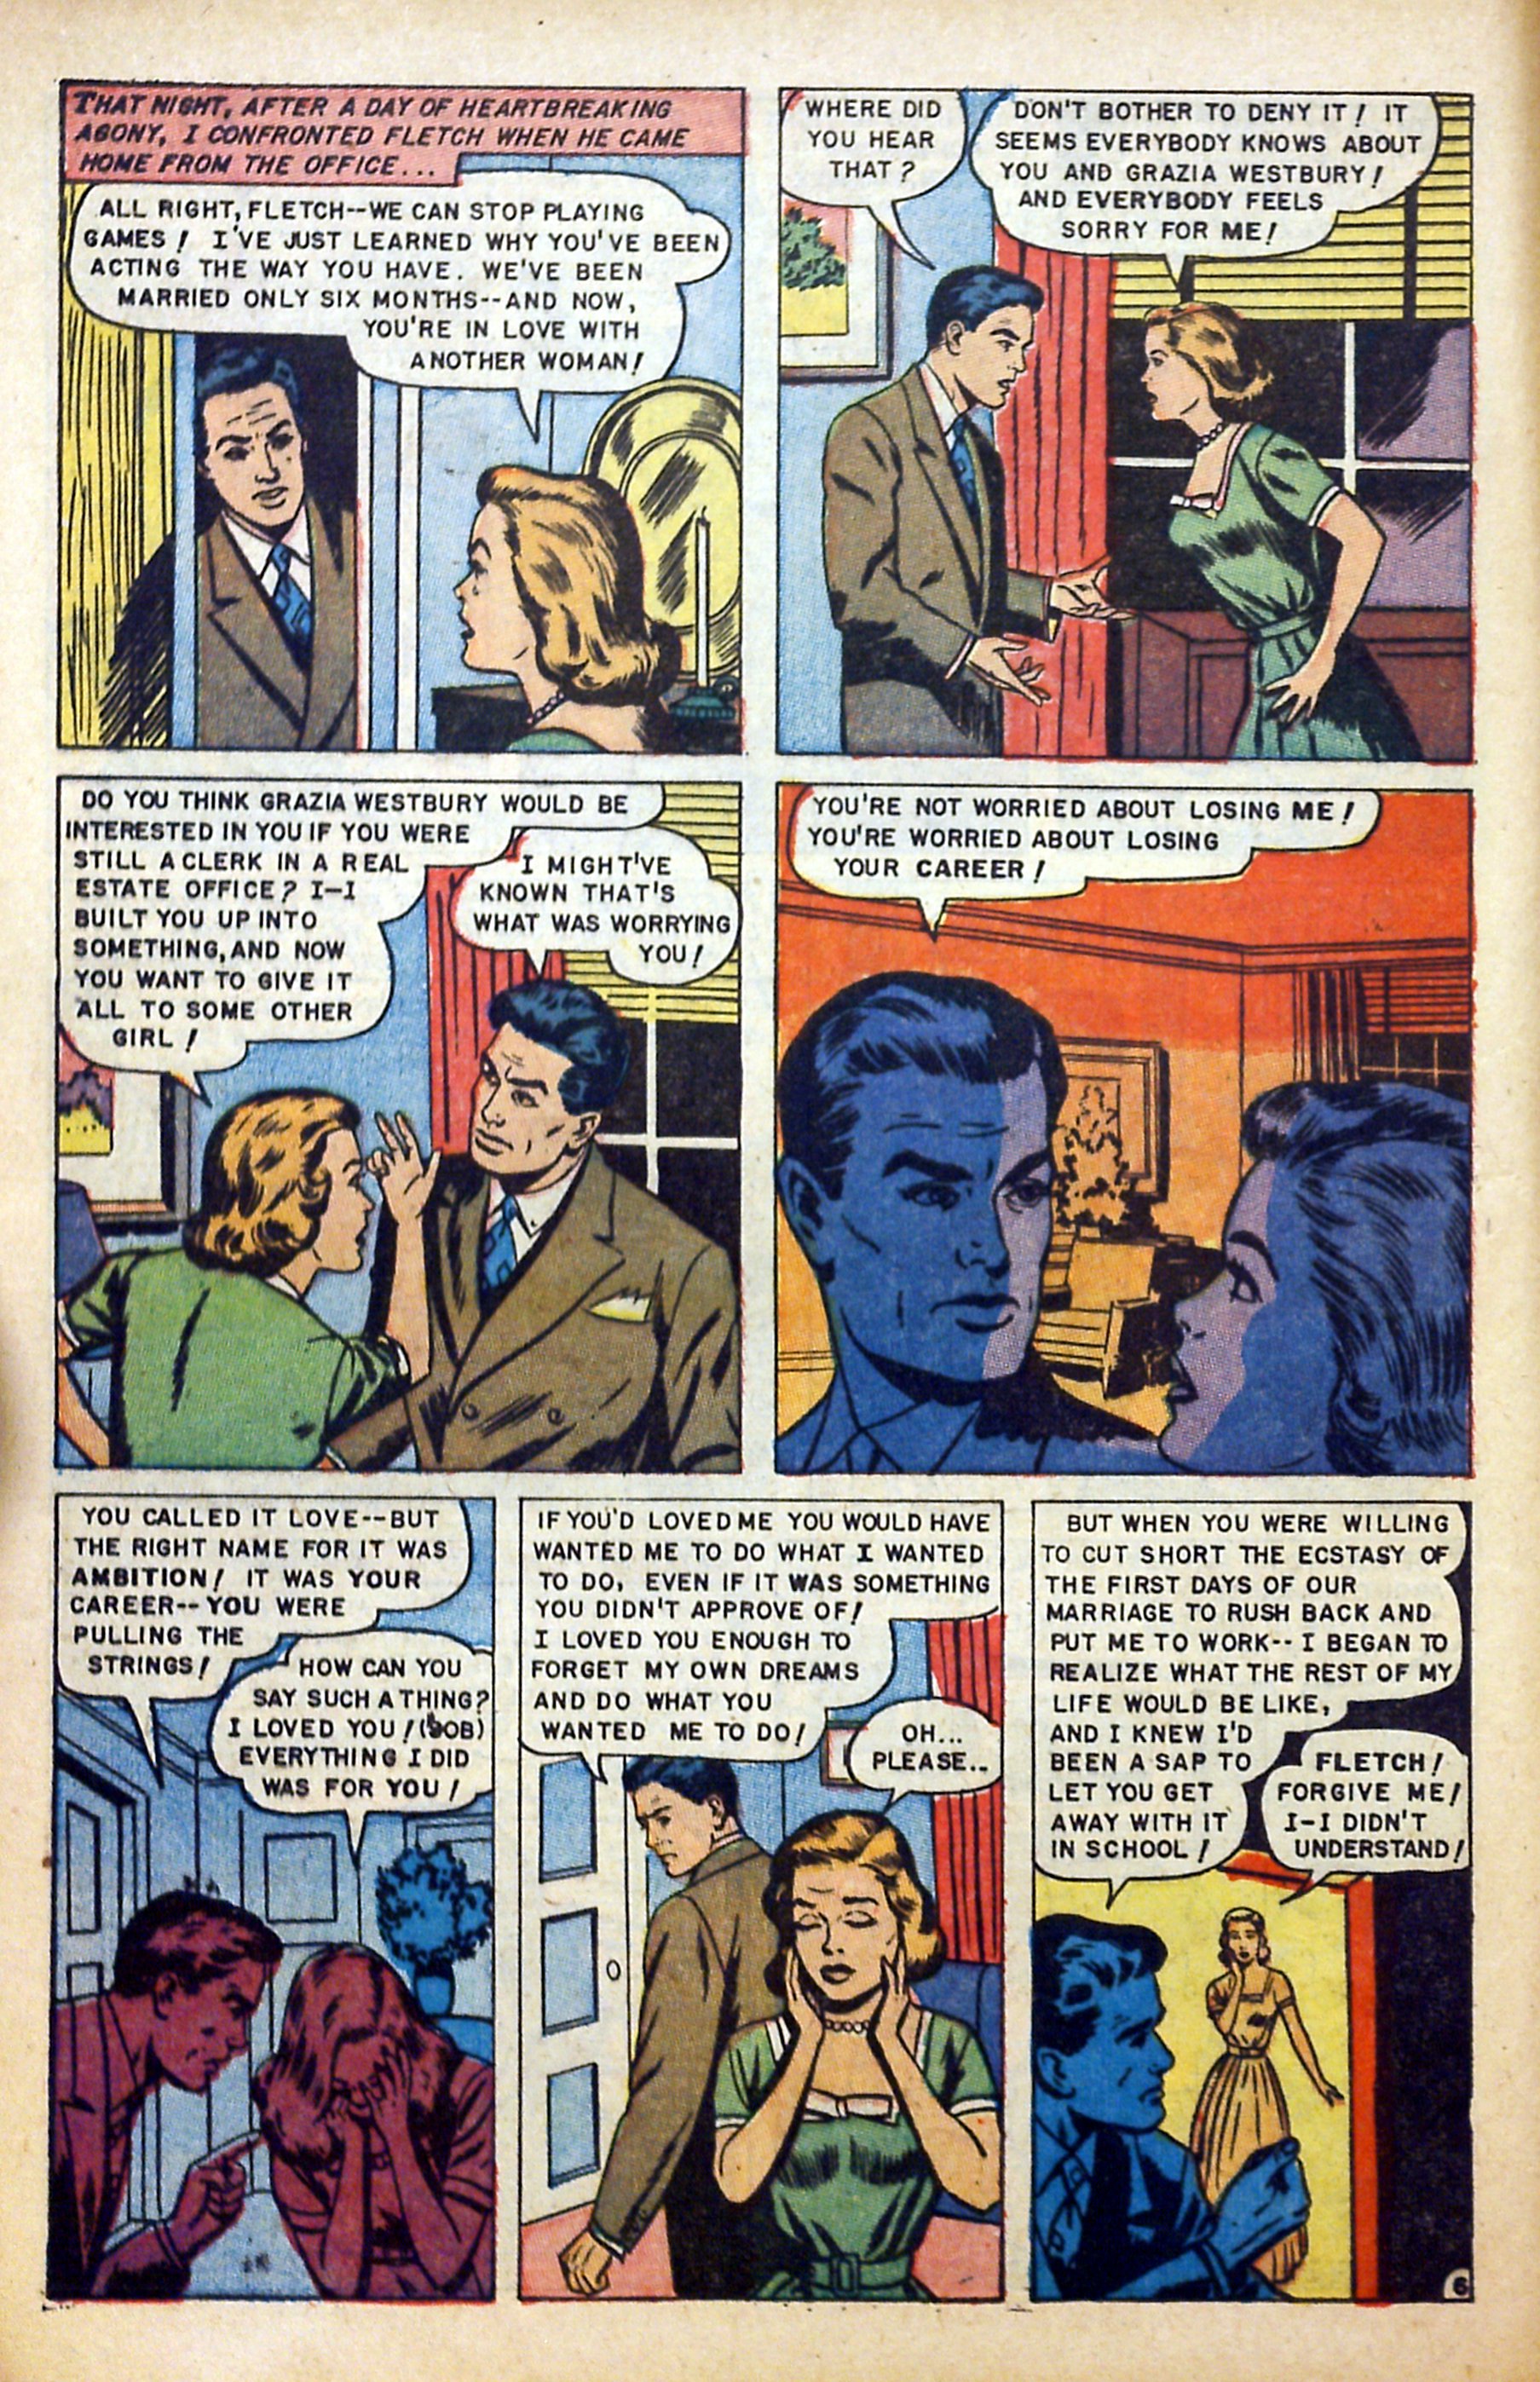 THAT NIGHT, AFTER A DAY OF HEARTBREAKING
AGONY, I CONFRONTED FLETCH WHEN HE CAME
HOME FROM THE OFFICE...
ALL RIGHT, FLETCH--WE CAN STOP PLAYING
GAMES! I'VE JUST LEARNED WHY YOU'VE BEEN
ACTING THE WAY YOU HAVE. WE'VE BEEN
MARRIED ONLY SIX MONTHS--AND NOW,
YOU'RE IN LOVE WITH
ANOTHER WOMAN!
WHERE DID
YOU HEAR
THAT?
DON'T BOTHER TO DENY IT! IT
SEEMS EVERYBODY KNOWS ABOUT
YOU AND GRAZIA WESTBURY!
AND EVERYBODY FEELS
SORRY FOR ME!
DO YOU THINK GRAZIA WESTBURY WOULD BE
INTERESTED IN YOU IF YOU WERE
STILL A CLERK IN A REAL
ESTATE OFFICE? I-I
BUILT YOU UP INTO
SOMETHING, AND NOW
YOU WANT TO GIVE IT
ALL TO SOME OTHER
GIRL!
I MIGHT'VE
KNOWN THAT'S
WHAT WAS WORRYING
YOU!
YOU'RE NOT WORRIED ABOUT LOSING ME!
YOU'RE WORRIED ABOUT LOSING
YOUR CAREER!
YOU CALLED IT LOVE--BUT
THE RIGHT NAME FOR IT WAS
AMBITION! IT WAS YOUR
CAREER--YOU WERE
PULLING THE
STRINGS!
HOW CAN YOU
SAY SUCH A THING?
I LOVED YOU! (SOB)
EVERYTHING I DID
WAS FOR YOU!
IF YOU'D LOVED ME YOU WOULD HAVE
WANTED ME TO DO WHAT I WANTED
TO DO, EVEN IF IT WAS SOMETHING
YOU DIDN'T APPROVE OF!
I LOVED YOU ENOUGH TO
FORGET MY OWN DREAMS
AND DO WHAT YOU
WANTED ME TO DO!
OH...
PLEASE...
BUT WHEN YOU WERE WILLING
TO CUT SHORT THE ECSTASY OF
THE FIRST DAYS OF OUR
MARRIAGE TO RUSH BACK AND
PUT ME TO WORK--I BEGAN TO
REALIZE WHAT THE REST OF MY
LIFE WOULD BE LIKE,
AND I KNEW I'D
BEEN A SAP TO
LET YOU GET
AWAY WITH IT
IN SCHOOL!
FLETCH!
FORGIVE ME!
I-I DIDN'T
UNDERSTAND!
6